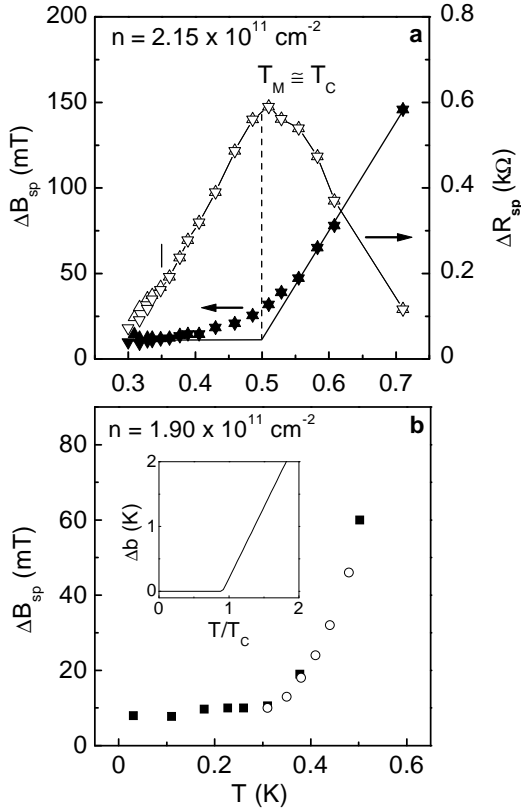 n = 2.15 x 10¹¹ cm⁻²
a
T_M ≅ T_C
200
150
100
50
0
ΔB_sp (mT)
0.8
0.6
0.4
0.2
0
ΔR_sp (kΩ)
0.3 0.4 0.5 0.6 0.7
n = 1.90 x 10¹¹ cm⁻²
b
80
60
40
20
0
ΔB_sp (mT)
2
1
0
Δb (K)
0 1 2
T/T_C
0 0.2 0.4 0.6
T (K)